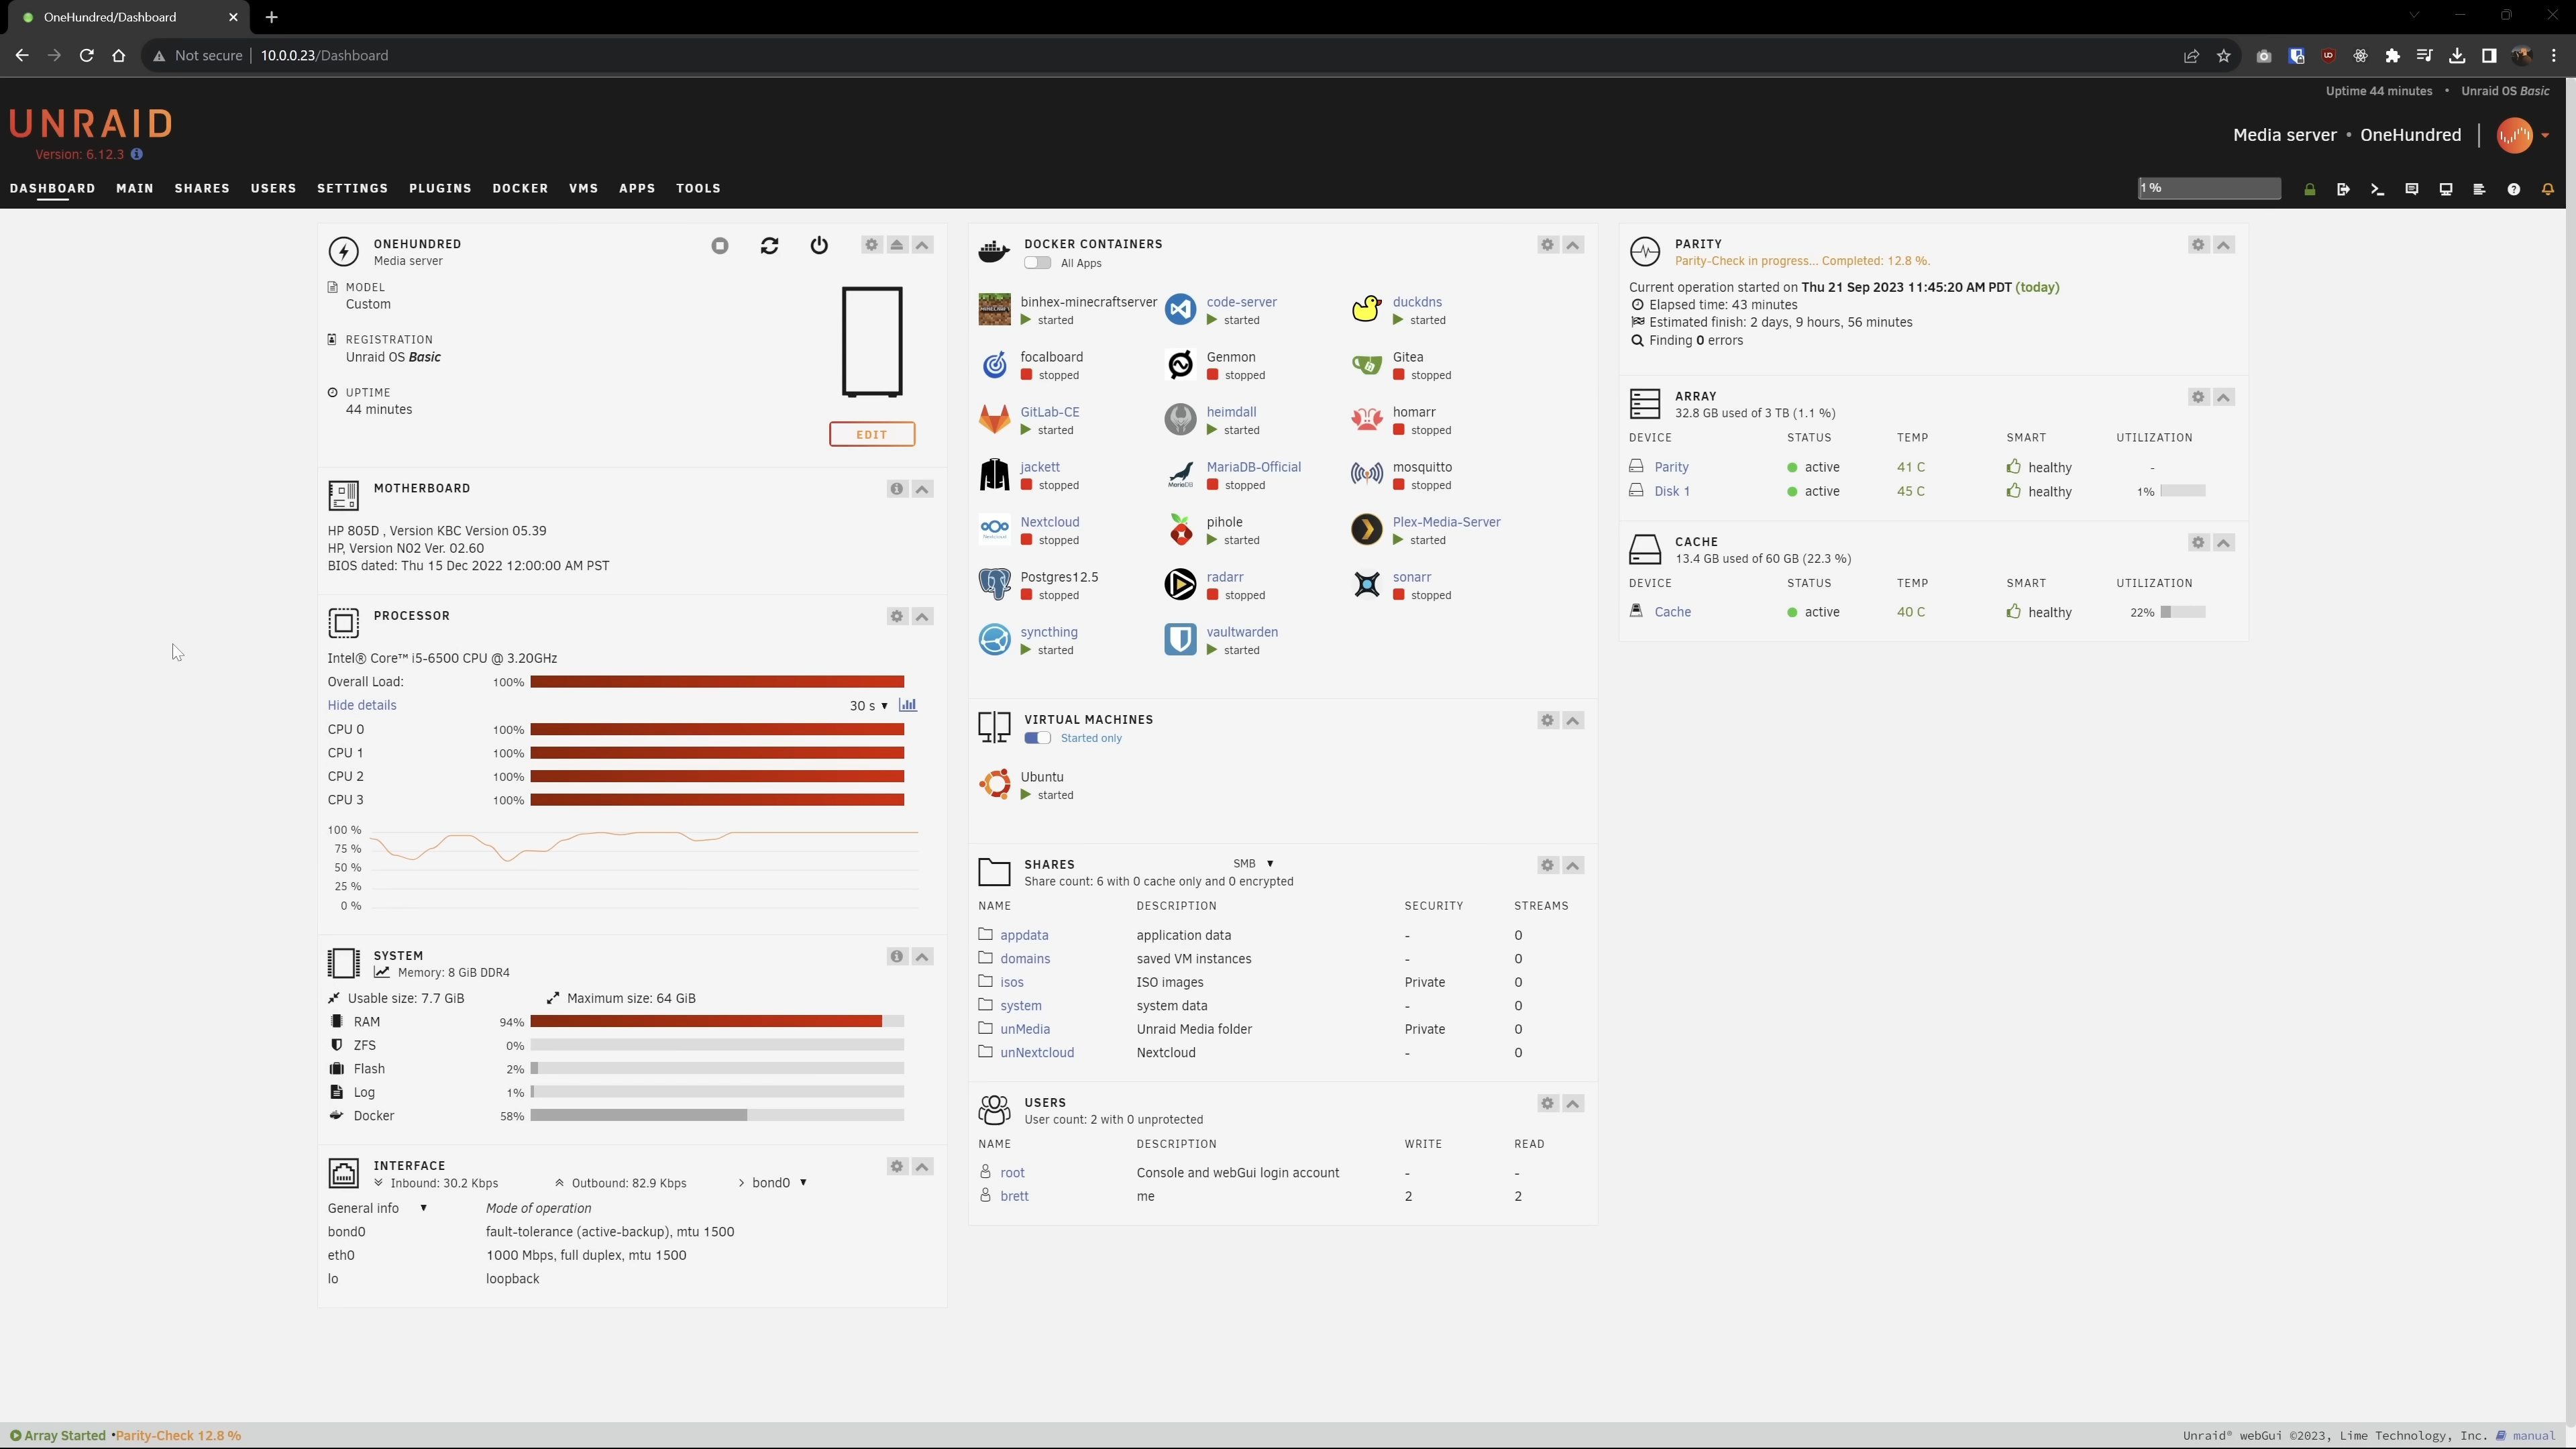 OneHundred/Dashboard
Not secure
10.0.0.23/Dashboard
Uptime 44 minutes • Unraid OS Basic
UNRAID
Version: 6.12.3
Media server • OneHundred
DASHBOARD MAIN SHARES USERS SETTINGS PLUGINS DOCKER VMS APPS TOOLS
1 %
ONEHUNDRED
Media server
MODEL
Custom
REGISTRATION
Unraid OS Basic
UPTIME
44 minutes
EDIT
MOTHERBOARD
HP 805D , Version KBC Version 05.39
HP, Version N02 Ver. 02.60
BIOS dated: Thu 15 Dec 2022 12:00:00 AM PST
PROCESSOR
Intel® Core™ i5-6500 CPU @ 3.20GHz
Overall Load: 100%
Hide details 30 s
CPU 0 100%
CPU 1 100%
CPU 2 100%
CPU 3 100%
100 %
75 %
50 %
25 %
0 %
SYSTEM
Memory: 8 GiB DDR4
Usable size: 7.7 GiB Maximum size: 64 GiB
RAM 94%
ZFS 0%
Flash 2%
Log 1%
Docker 58%
INTERFACE
Inbound: 30.2 Kbps Outbound: 82.9 Kbps bond0
General info Mode of operation
bond0 fault-tolerance (active-backup), mtu 1500
eth0 1000 Mbps, full duplex, mtu 1500
lo loopback
DOCKER CONTAINERS
All Apps
binhex-minecraftserver code-server duckdns
started started started
focalboard Genmon Gitea
stopped stopped stopped
GitLab-CE heimdall homarr
started started stopped
jackett MariaDB-Official mosquitto
stopped stopped stopped
Nextcloud pihole Plex-Media-Server
stopped started started
Postgres12.5 radarr sonarr
stopped stopped stopped
syncthing vaultwarden
started started
VIRTUAL MACHINES
Started only
Ubuntu
started
SHARES SMB
Share count: 6 with 0 cache only and 0 encrypted
NAME DESCRIPTION SECURITY STREAMS
appdata application data - 0
domains saved VM instances - 0
isos ISO images Private 0
system system data - 0
unMedia Unraid Media folder Private 0
unNextcloud Nextcloud - 0
USERS
User count: 2 with 0 unprotected
NAME DESCRIPTION WRITE READ
root Console and webGui login account - -
brett me 2 2
PARITY
Parity-Check in progress... Completed: 12.8 %.
Current operation started on Thu 21 Sep 2023 11:45:20 AM PDT (today)
Elapsed time: 43 minutes
Estimated finish: 2 days, 9 hours, 56 minutes
Finding 0 errors
ARRAY
32.8 GB used of 3 TB (1.1 %)
DEVICE STATUS TEMP SMART UTILIZATION
Parity active 41 C healthy -
Disk 1 active 45 C healthy 1%
CACHE
13.4 GB used of 60 GB (22.3 %)
DEVICE STATUS TEMP SMART UTILIZATION
Cache active 40 C healthy 22%
Array Started •Parity-Check 12.8 %
Unraid® webGui ©2023, Lime Technology, Inc. manual